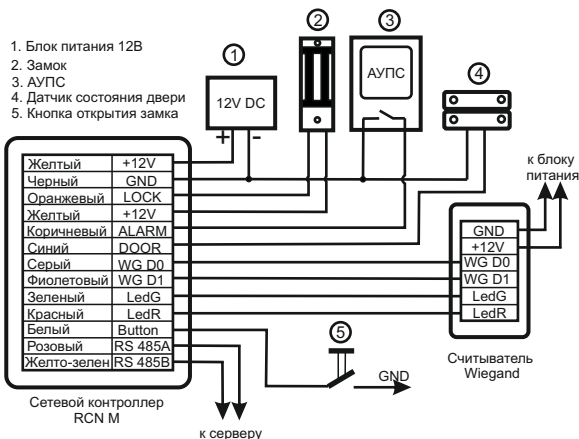 1. Блок питания 12В
2. Замок
3. АУПС
4. Датчик состояния двери
5. Кнопка открытия замка
1
2
3
4
12V DC
+ -
АУПС
к блоку
питания
Желтый +12V
Черный GND
Оранжевый LOCK
Желтый +12V
Коричневый ALARM
Синий DOOR
Серый WG D0
Фиолетовый WG D1
Зеленый LedG
Красный LedR
Белый Button
Розовый RS 485A
Желто-зелен RS 485B
GND
+12V
WG D0
WG D1
LedG
LedR
5
GND
Считыватель
Wiegand
Сетевой контроллер
RCN M
к серверу